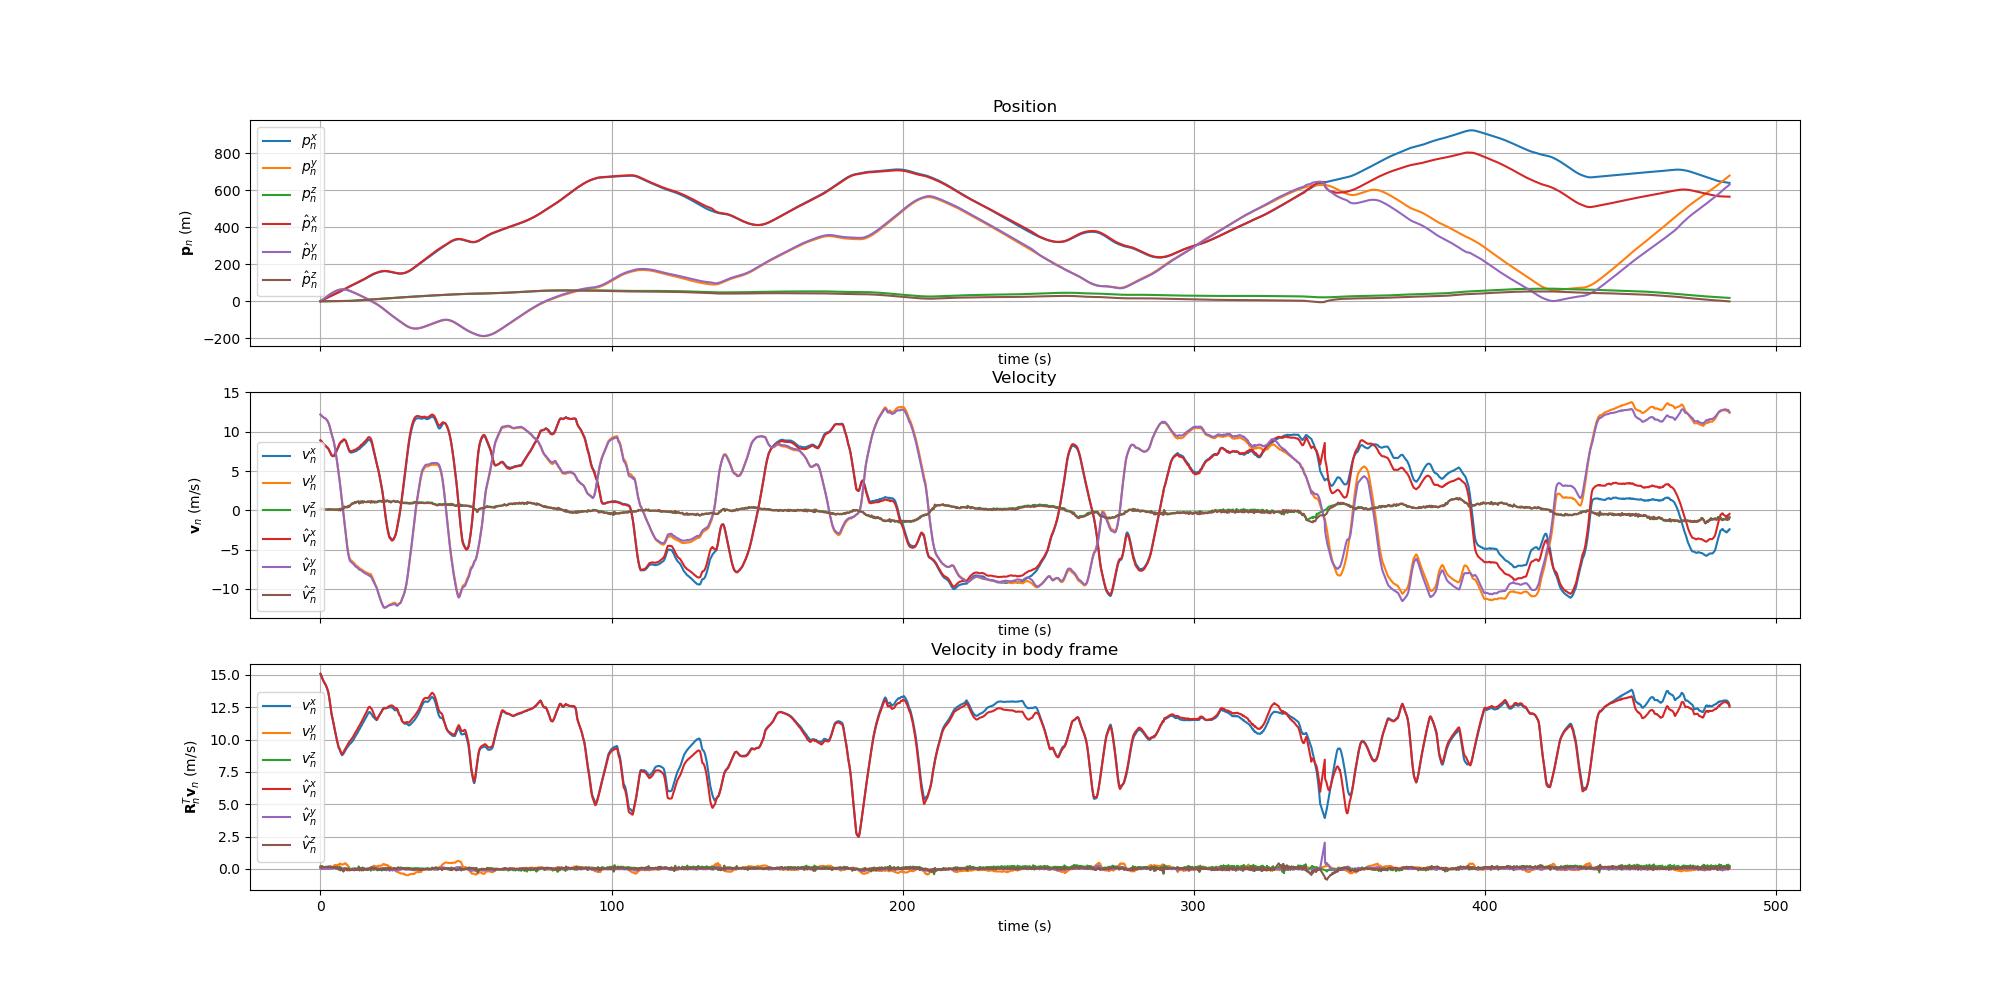 Position
p_n^x
p_n^y
p_n^z
p̂_n^x
p̂_n^y
p̂_n^z
800
600
400
200
0
−200
p_n (m)
time (s)
Velocity
v_n^x
v_n^y
v_n^z
v̂_n^x
v̂_n^y
v̂_n^z
15
10
5
0
−5
−10
v_n (m/s)
time (s)
Velocity in body frame
v_n^x
v_n^y
v_n^z
v̂_n^x
v̂_n^y
v̂_n^z
15.0
12.5
10.0
7.5
5.0
2.5
0.0
R_n^T v_n (m/s)
0 100 200 300 400 500
time (s)